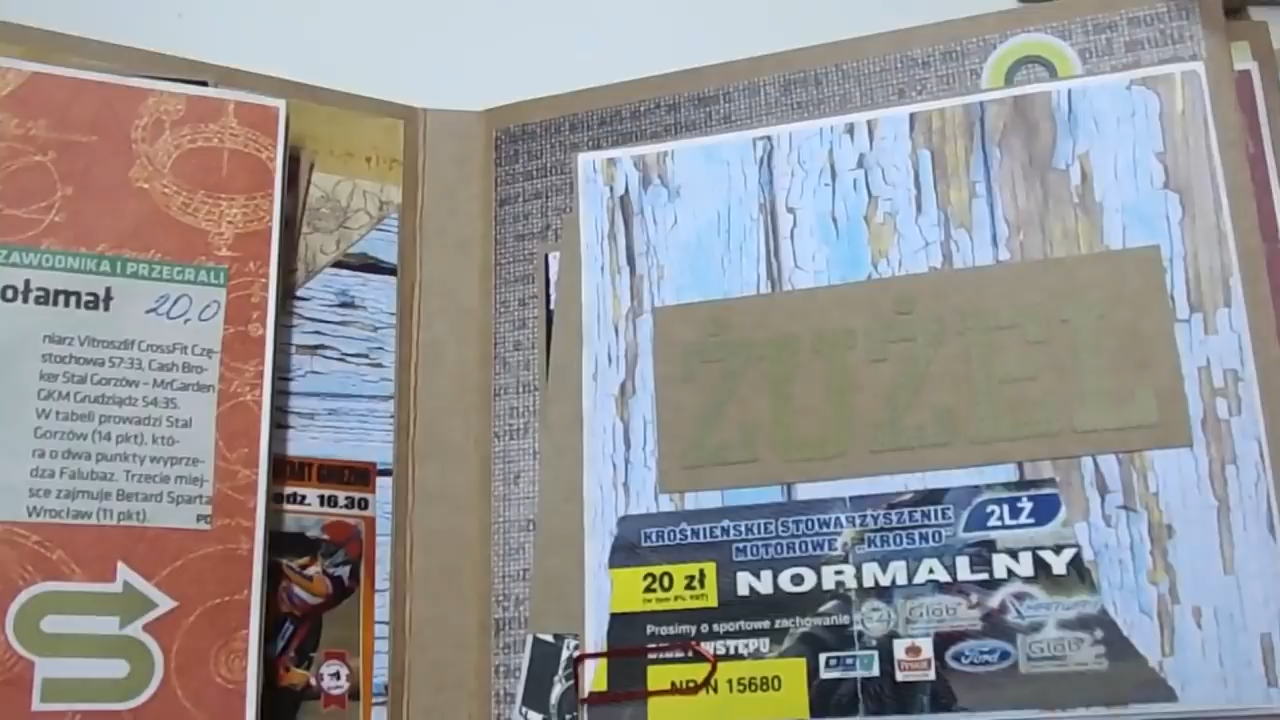 ZAWODNIKA I PRZEGRALI
ołamał 20,0
niarz Vitroszlif CrossFit Czę-
stochowa 57:33, Cash Bro-
ker Stal Gorzów – MrGarden
GKM Grudziądz 54:35.
W tabeli prowadzi Stal
Gorzów (14 pkt), któ-
ra o dwa punkty wyprze-
dza Falubaz. Trzecie miej-
sce zajmuje Betard Sparta
Wrocław (11 pkt). PC
odz. 16.30
ŻUŻEL
KROŚNIEŃSKIE STOWARZYSZENIE
MOTOROWE „KROSNO"
2LŻ
20 zł
NORMALNY
Prosimy o sportowe zachowanie
BILET WSTĘPU
Glob
Ford
Glob
NR N 15680